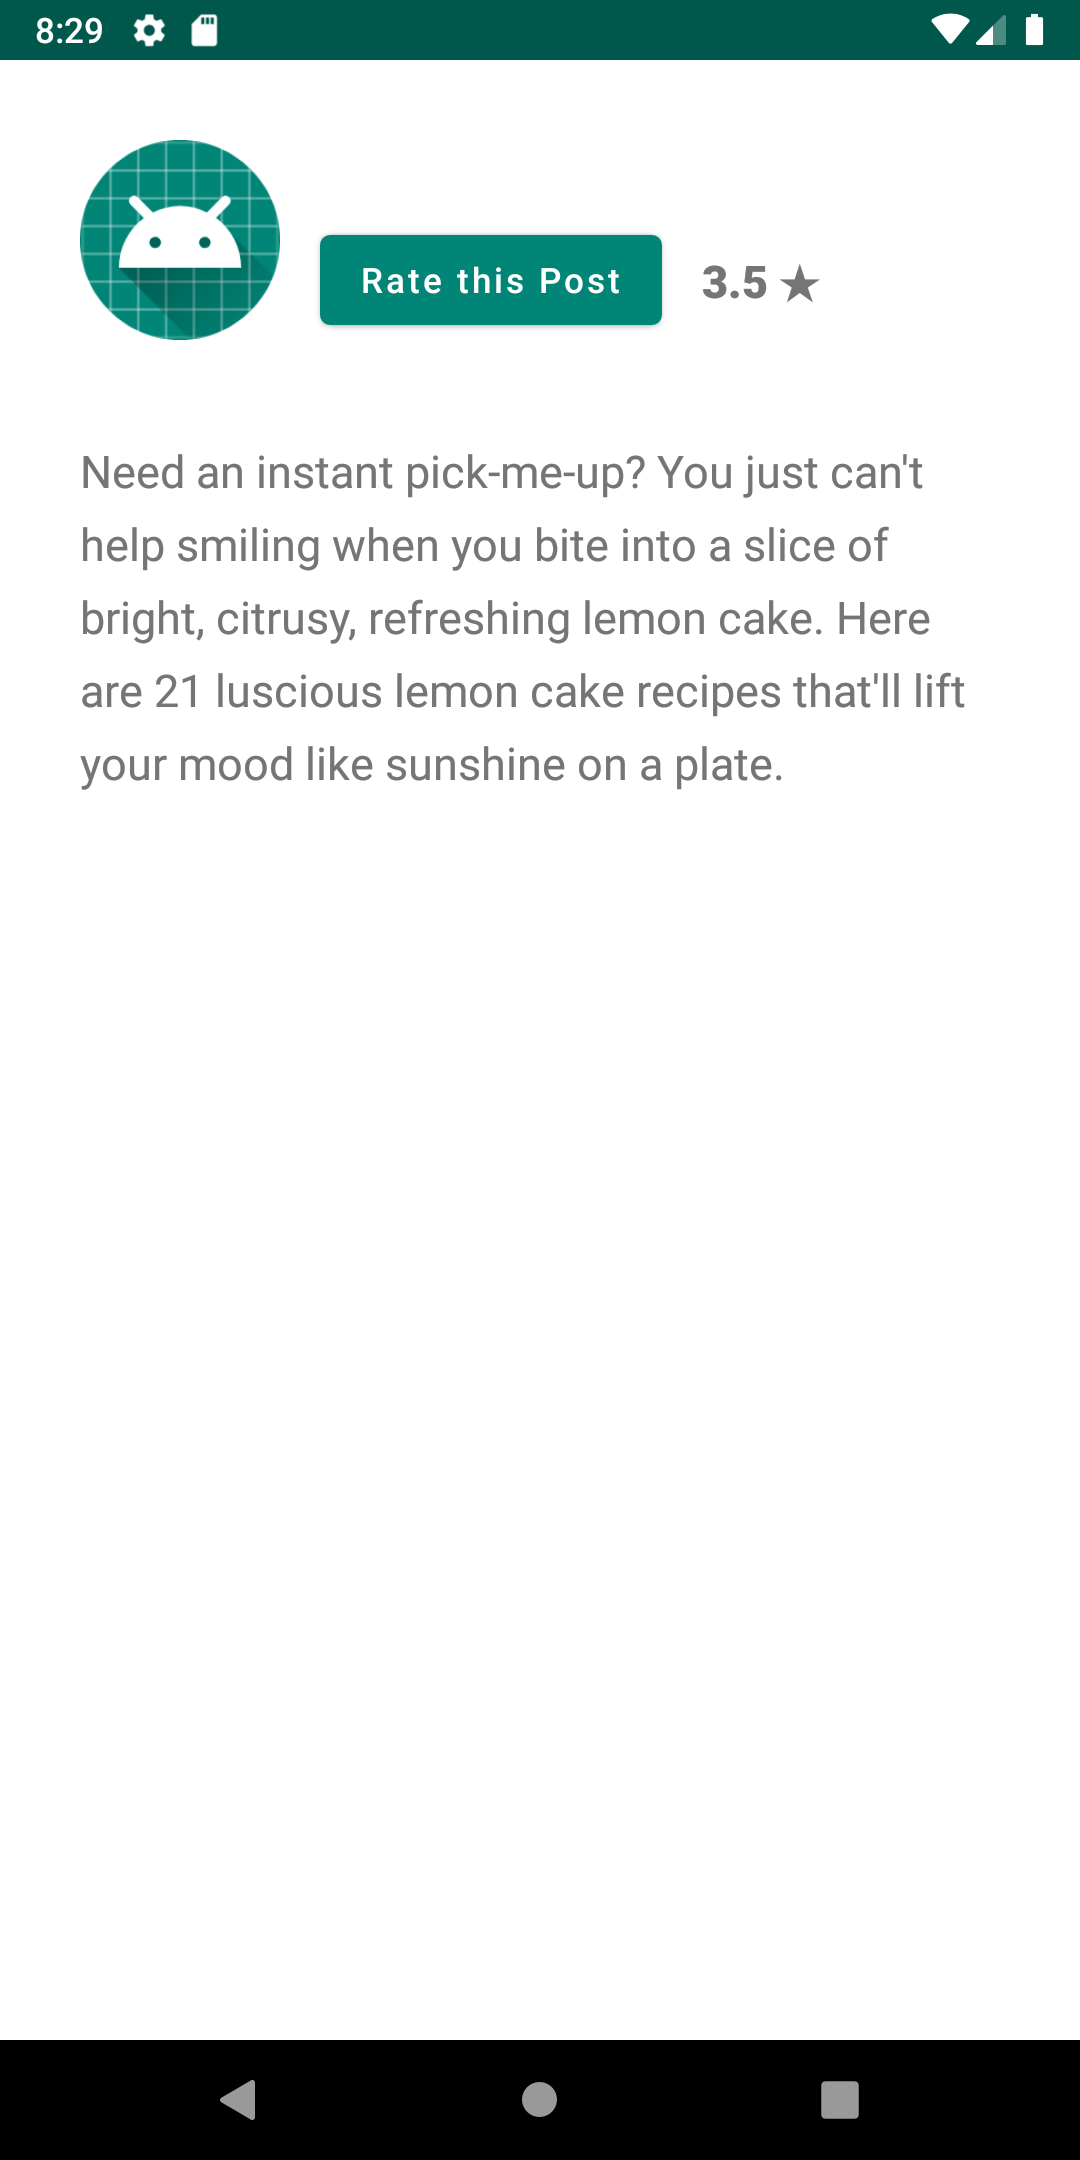 8:29
Rate this Post
3.5 ★
Need an instant pick-me-up? You just can't
help smiling when you bite into a slice of
bright, citrusy, refreshing lemon cake. Here
are 21 luscious lemon cake recipes that'll lift
your mood like sunshine on a plate.